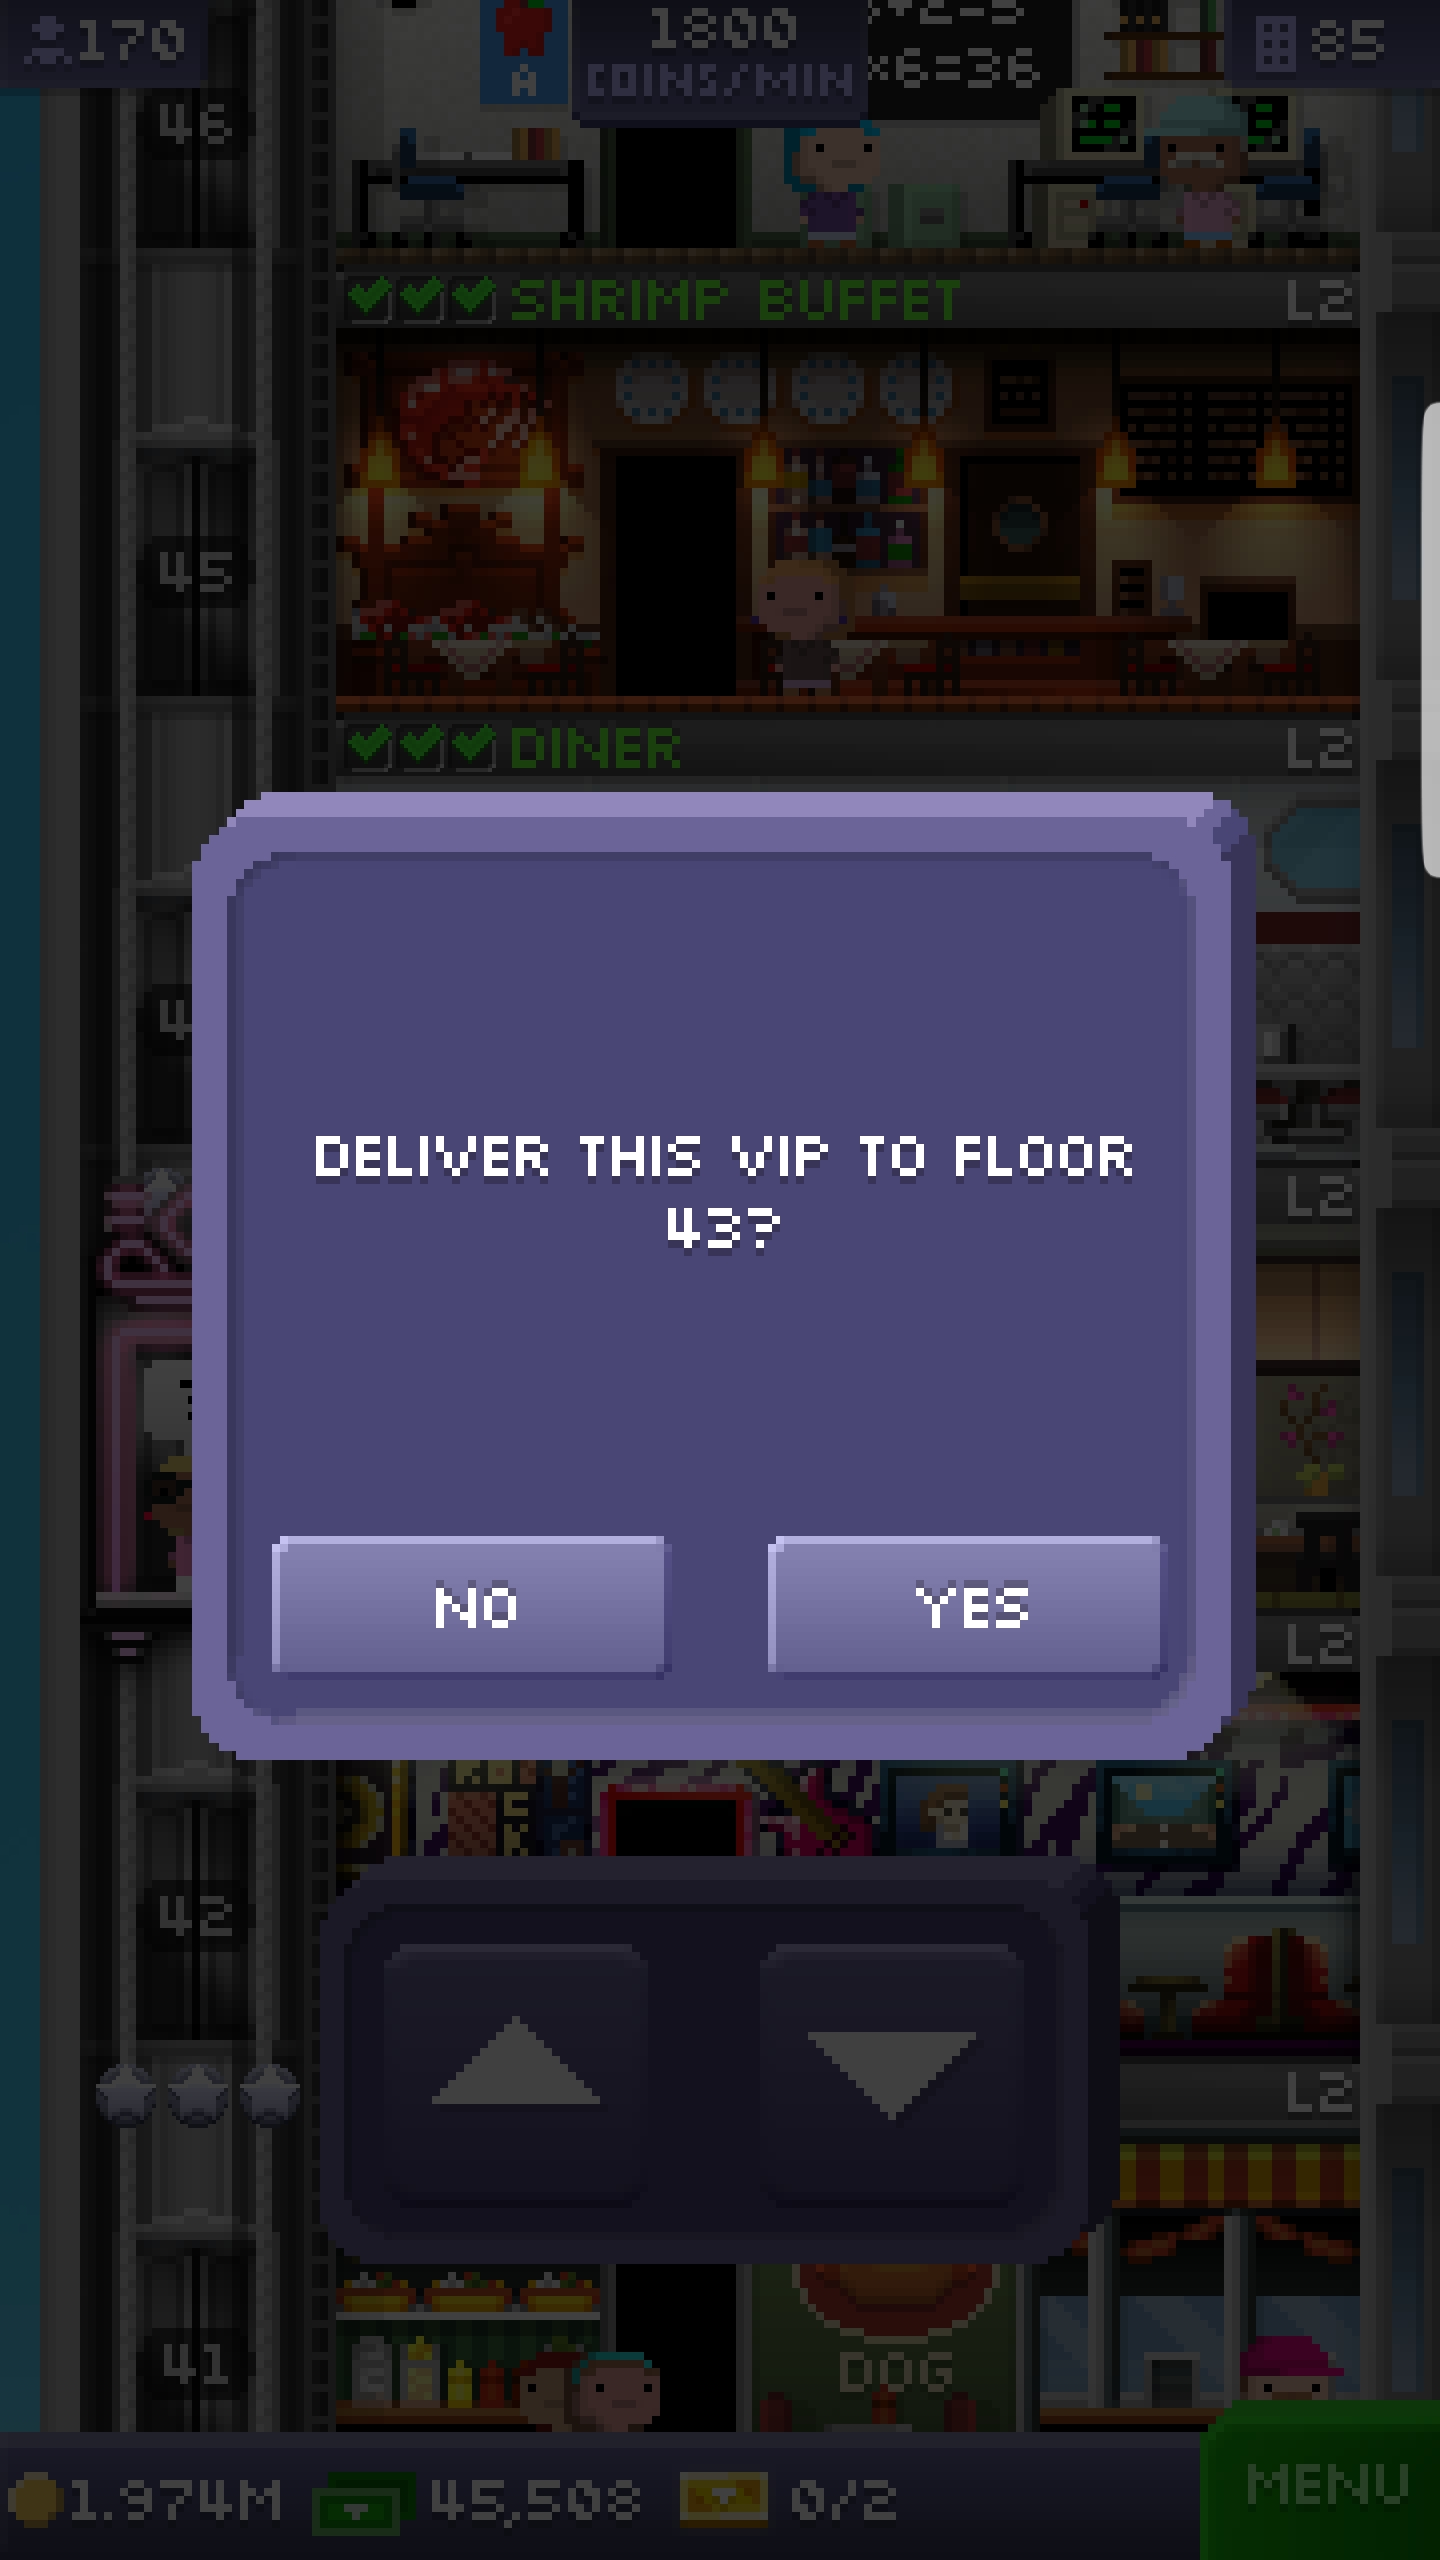 170
1800
COINS/MIN
85
A
×6=36
46
SHRIMP BUFFET
L2
45
DINER
L2
DELIVER THIS VIP TO FLOOR
43?
L2
NO
YES
L2
42
L2
41
DOG
1.974M
45,508
0/2
MENU